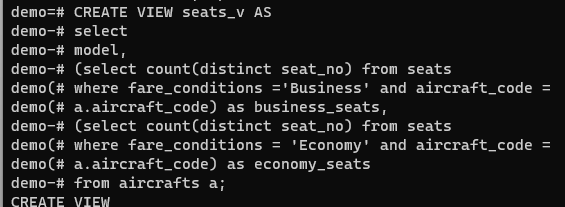 demo=# CREATE VIEW seats_v AS
demo-# select
demo-# model,
demo-# (select count(distinct seat_no) from seats
demo(# where fare_conditions ='Business' and aircraft_code =
demo(# a.aircraft_code) as business_seats,
demo-# (select count(distinct seat_no) from seats
demo(# where fare_conditions = 'Economy' and aircraft_code =
demo(# a.aircraft_code) as economy_seats
demo-# from aircrafts a;
CREATE VIEW